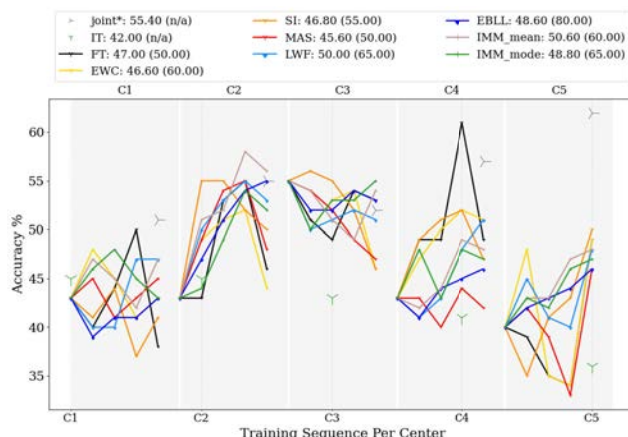 joint*: 55.40 (n/a)
IT: 42.00 (n/a)
FT: 47.00 (50.00)
EWC: 46.60 (60.00)
SI: 46.80 (55.00)
MAS: 45.60 (50.00)
LWF: 50.00 (65.00)
EBLL: 48.60 (80.00)
IMM_mean: 50.60 (60.00)
IMM_mode: 48.80 (65.00)
C1 C2 C3 C4 C5
Accuracy %
60
55
50
45
40
35
C1 C2 C3 C4 C5
Training Sequence Per Center